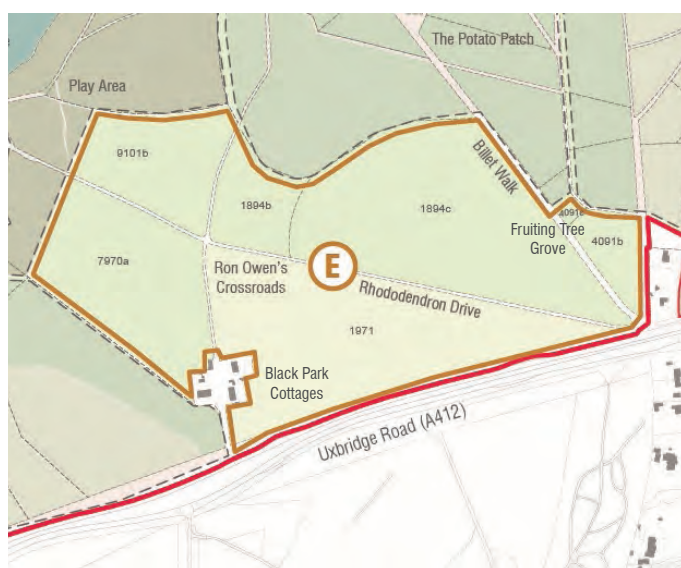 The Potato Patch
Play Area
9101b
Billet Walk
1894b
1894c
Fruiting Tree
Grove
4091b
7970a
Ron Owen's
Crossroads
E
Rhododendron Drive
1971
Black Park
Cottages
Uxbridge Road (A412)